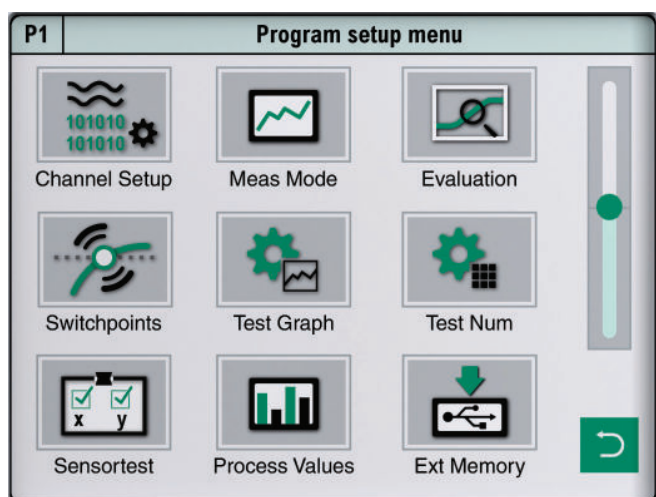 P1 Program setup menu
101010
101010
Channel Setup Meas Mode Evaluation
Switchpoints Test Graph Test Num
x y
Sensortest Process Values Ext Memory